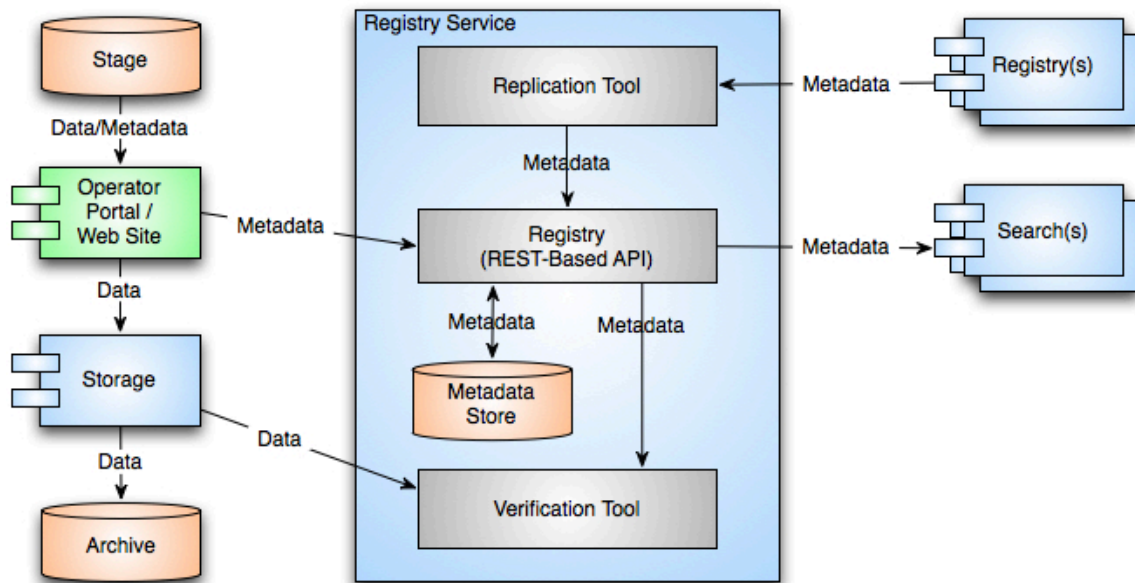 Registry Service
Stage
Replication Tool
Metadata
Registry(s)
Data/Metadata
Metadata
Operator
Portal /
Web Site
Metadata
Registry
(REST-Based API)
Metadata
Search(s)
Data
Metadata
Metadata
Storage
Metadata
Store
Data
Data
Verification Tool
Archive